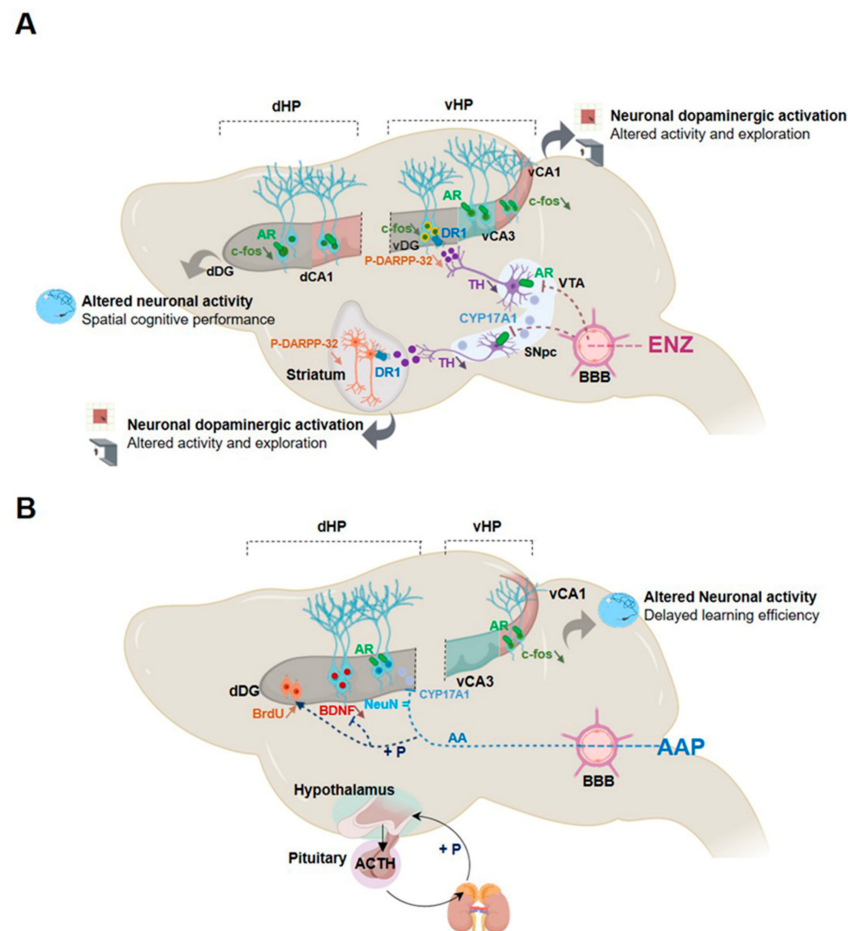 A
dHP
vHP
Neuronal dopaminergic activation
Altered activity and exploration
vCA1
AR
c-fos
AR
c-fos
c-fos
DR1
vDG
vCA3
dDG
dCA1
P-DARPP-32
TH
AR
VTA
Altered neuronal activity
Spatial cognitive performance
CYP17A1
P-DARPP-32
SNpc
ENZ
Striatum
DR1
TH
BBB
Neuronal dopaminergic activation
Altered activity and exploration
B
dHP
vHP
vCA1
Altered Neuronal activity
Delayed learning efficiency
AR
AR
c-fos
vCA3
dDG
CYP17A1
BrdU
BDNF
NeuN =
AA
AAP
+ P
BBB
Hypothalamus
+ P
Pituitary
ACTH